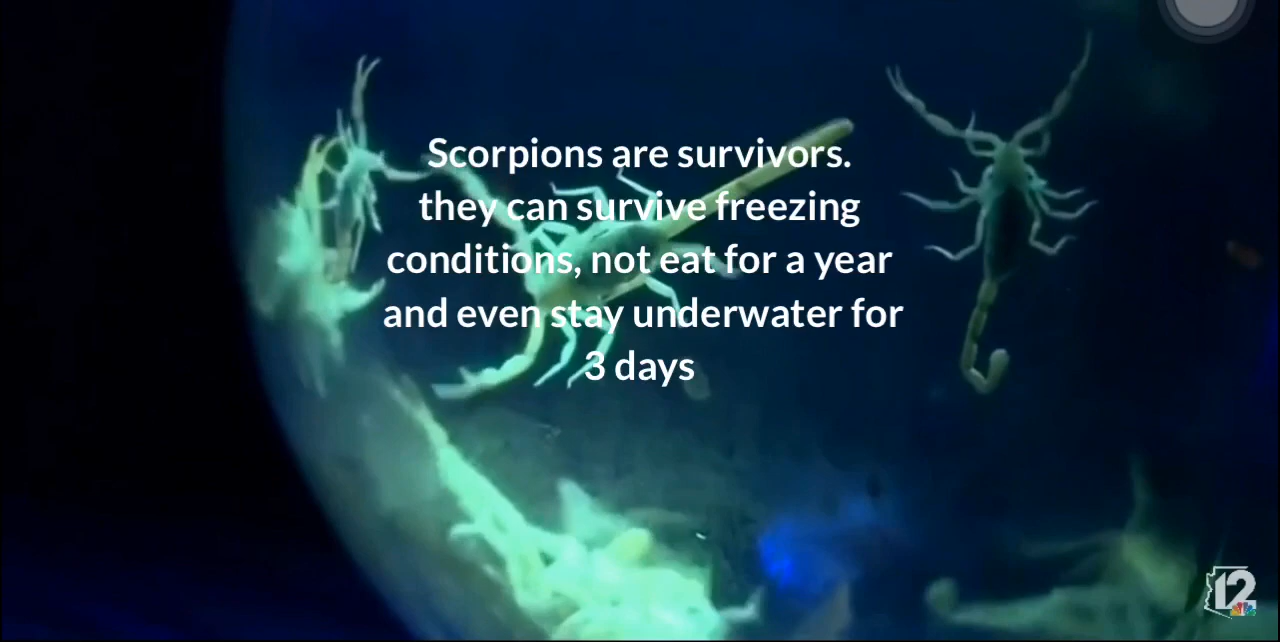 Scorpions are survivors.
they can survive freezing
conditions, not eat for a year
and even stay underwater for
3 days
12